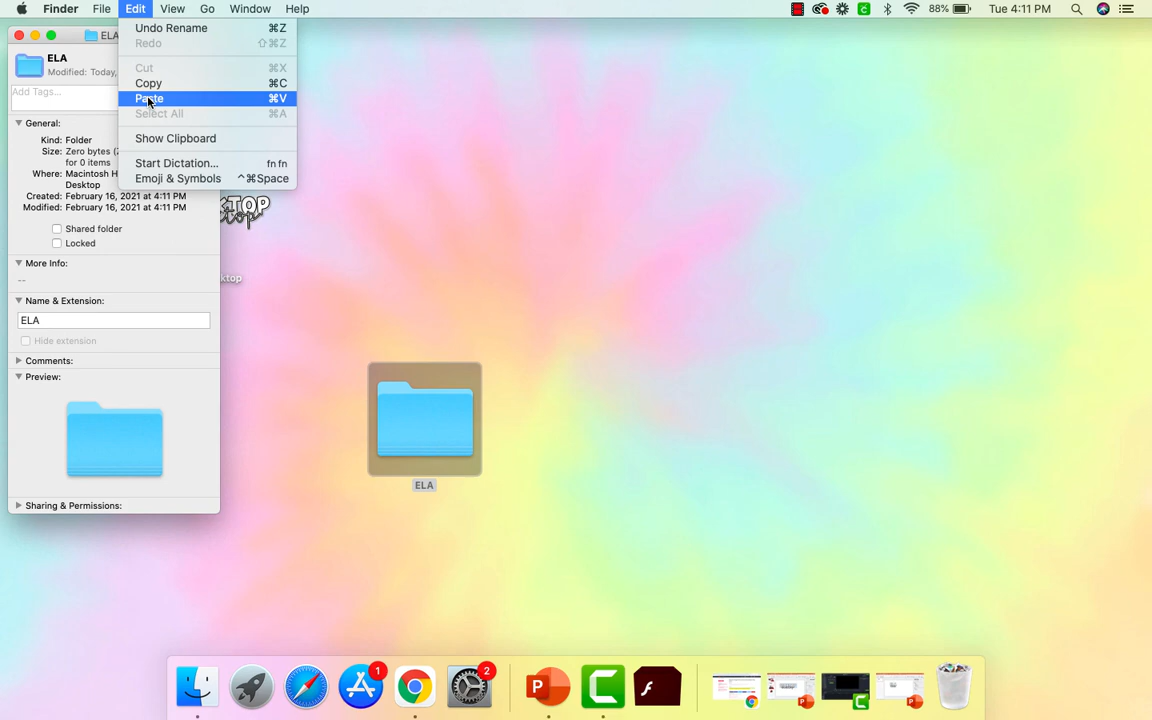 Finder File Edit View Go Window Help 88% Tue 4:11 PM
ELA
Undo Rename ⌘Z
Redo ⇧⌘Z
Cut ⌘X
Copy ⌘C
Paste ⌘V
Select All ⌘A
Show Clipboard
Start Dictation... fn fn
Emoji & Symbols ^⌘Space
ELA
Modified: Today,
Add Tags...
General:
Kind: Folder
Size: Zero bytes
for 0 items
Where: Macintosh H
Desktop
Created: February 16, 2021 at 4:11 PM
Modified: February 16, 2021 at 4:11 PM
Shared folder
Locked
More Info:
--
Name & Extension:
ELA
Hide extension
Comments:
Preview:
Sharing & Permissions:
KTOP
ktop
ELA
1
2
P
C